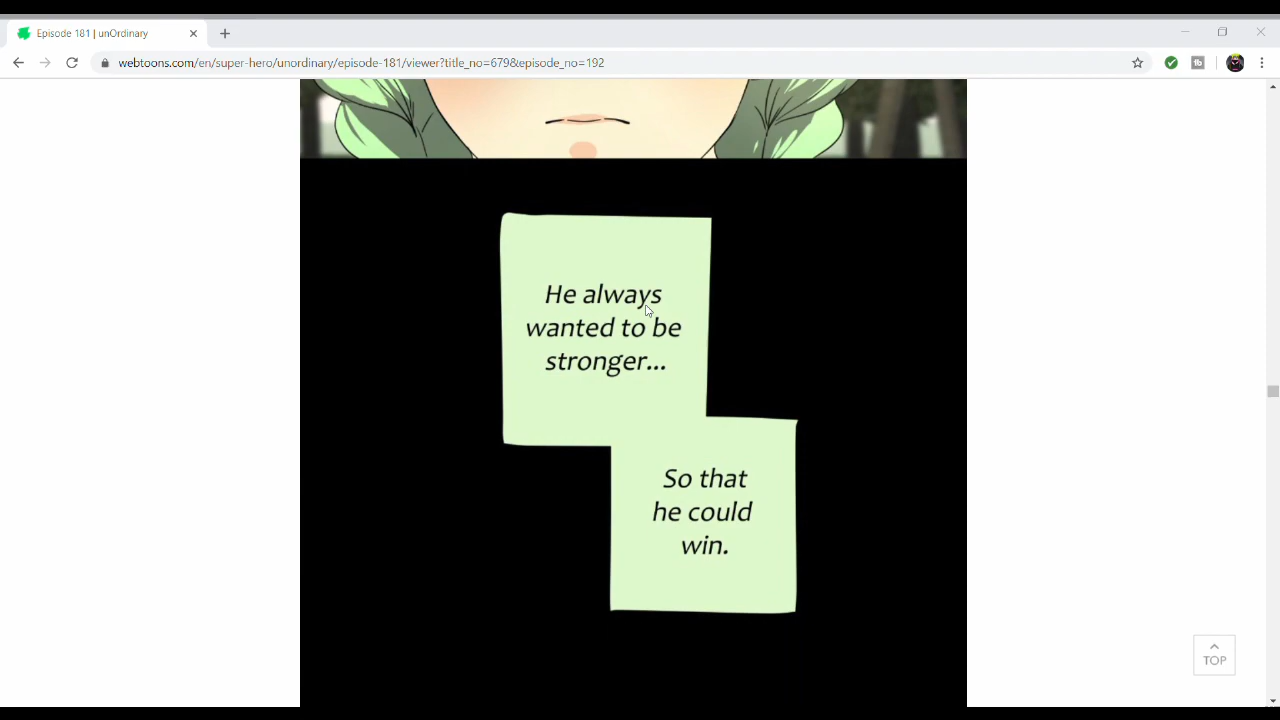 Episode 181 | unOrdinary
webtoons.com/en/super-hero/unordinary/episode-181/viewer?title_no=679&episode_no=192
He always
wanted to be
stronger...
So that
he could
win.
TOP